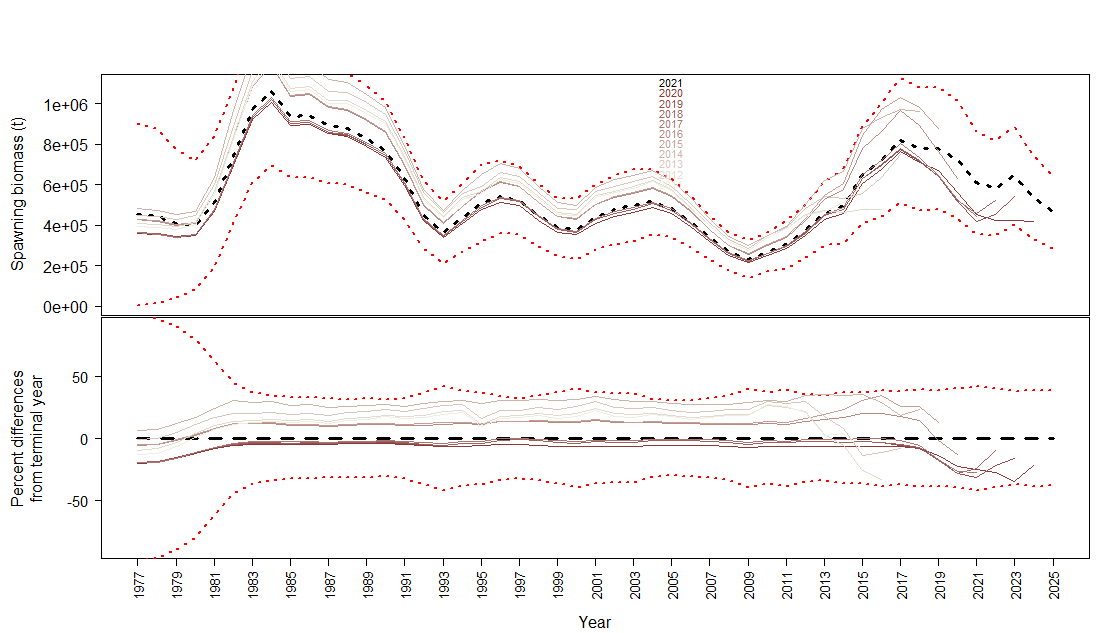 Spawning biomass (t)
1e+06
8e+05
6e+05
4e+05
2e+05
0e+00
2021
2020
2019
2018
2017
2016
2015
2014
2013
2012
Percent differences
from terminal year
50
0
-50
1977 1979 1981 1983 1985 1987 1989 1991 1993 1995 1997 1999 2001 2003 2005 2007 2009 2011 2013 2015 2017 2019 2021 2023 2025
Year